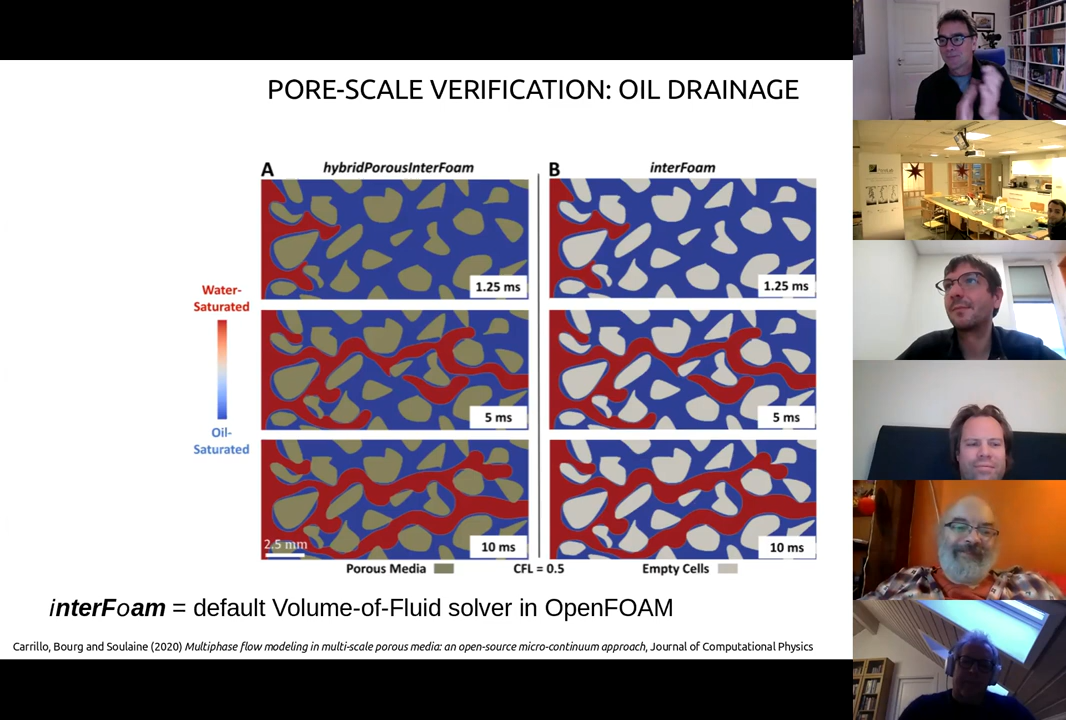 PORE-SCALE VERIFICATION: OIL DRAINAGE
A hybridPorousInterFoam
B interFoam
1.25 ms
1.25 ms
Water-
Saturated
5 ms
5 ms
Oil-
Saturated
2.5 mm
10 ms
10 ms
Porous Media
CFL = 0.5
Empty Cells
interFoam = default Volume-of-Fluid solver in OpenFOAM
Carrillo, Bourg and Soulaine (2020) Multiphase flow modeling in multi-scale porous media: an open-source micro-continuum approach, Journal of Computational Physics